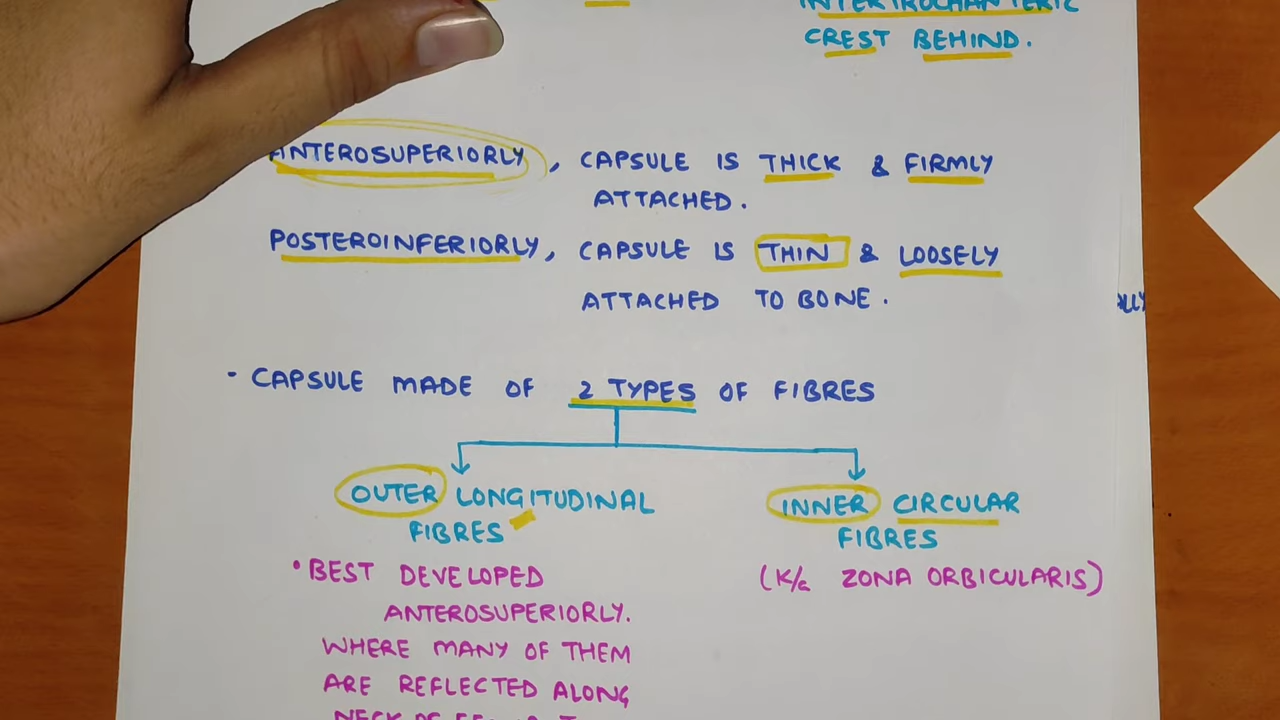 INTERTROCHANTERIC
CREST BEHIND.
ANTEROSUPERIORLY, CAPSULE IS THICK & FIRMLY
ATTACHED.
POSTEROINFERIORLY, CAPSULE IS THIN & LOOSELY
ATTACHED TO BONE.
• CAPSULE MADE OF 2 TYPES OF FIBRES
OUTER LONGITUDINAL
FIBRES
• BEST DEVELOPED
ANTEROSUPERIORLY.
WHERE MANY OF THEM
ARE REFLECTED ALONG
INNER CIRCULAR
FIBRES
(K/a ZONA ORBICULARIS)